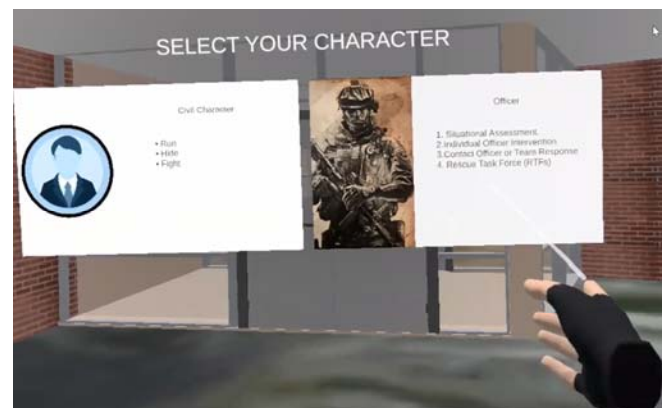 SELECT YOUR CHARACTER
Civil Character
• Run
• Hide
• Fight
Officer
1. Situational Assessment.
2.Individual Officer Intervention
3.Contact Officer or Team Response
4. Rescue Task Force (RTFs)